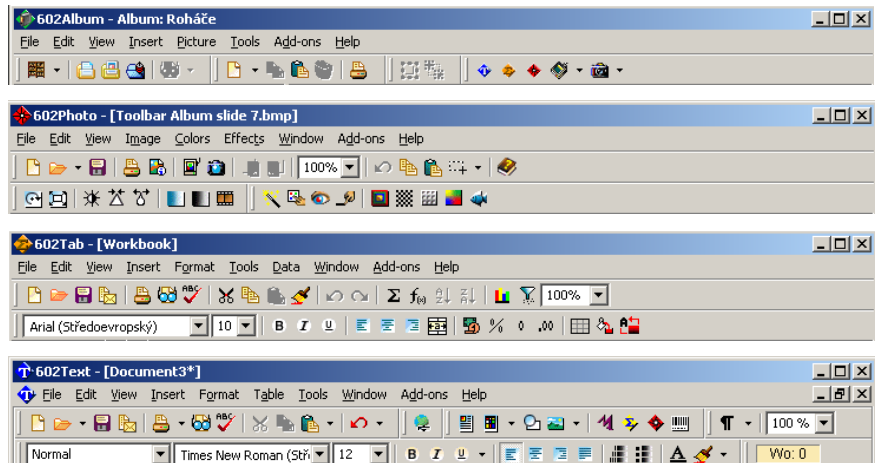 602Album - Album: Roháče
File Edit View Insert Picture Tools Add-ons Help
602Photo - [Toolbar Album slide 7.bmp]
File Edit View Image Colors Effects Window Add-ons Help
100%
602Tab - [Workbook]
File Edit View Insert Format Tools Data Window Add-ons Help
ABC Σ f(x) 100%
Arial (Středoevropský) 10 B I U % 0 .00
602Text - [Document3*]
File Edit View Insert Format Table Tools Window Add-ons Help
ABC ¶ 100 %
Normal Times New Roman (Stř 12 B I U A Wo: 0